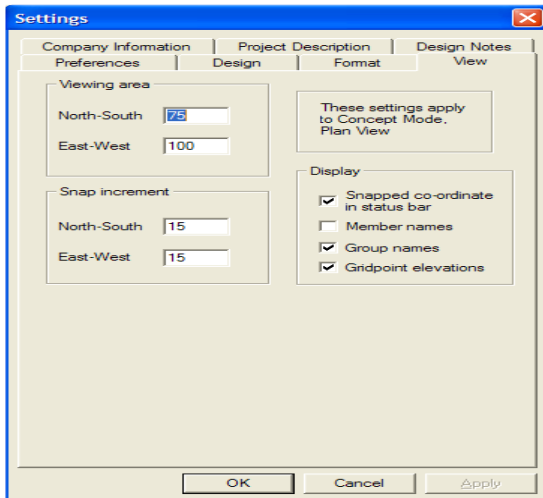 Settings
Company Information
Project Description
Design Notes
Preferences
Design
Format
View
Viewing area
North-South 75
East-West 100
These settings apply
to Concept Mode,
Plan View
Snap increment
North-South 15
East-West 15
Display
Snapped co-ordinate
in status bar
Member names
Group names
Gridpoint elevations
OK
Cancel
Apply